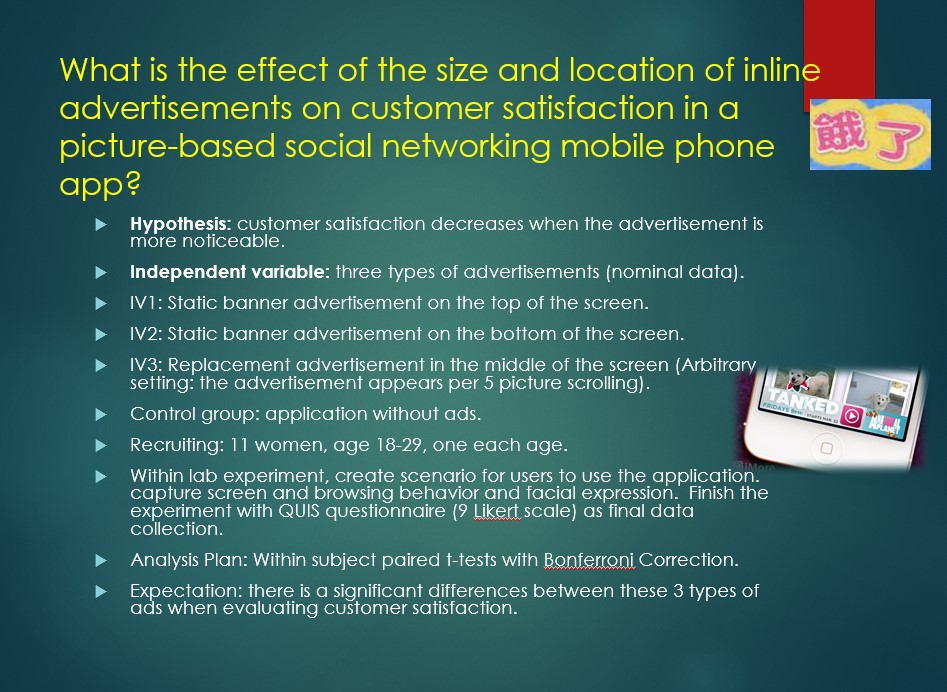 What is the effect of the size and location of inline
advertisements on customer satisfaction in a
picture-based social networking mobile phone
app?
餓了
Hypothesis: customer satisfaction decreases when the advertisement is
more noticeable.
Independent variable: three types of advertisements (nominal data).
IV1: Static banner advertisement on the top of the screen.
IV2: Static banner advertisement on the bottom of the screen.
IV3: Replacement advertisement in the middle of the screen (Arbitrary
setting: the advertisement appears per 5 picture scrolling).
Control group: application without ads.
Recruiting: 11 women, age 18-29, one each age.
Within lab experiment, create scenario for users to use the application.
capture screen and browsing behavior and facial expression. Finish the
experiment with QUIS questionnaire (9 Likert scale) as final data
collection.
Analysis Plan: Within subject paired t-tests with Bonferroni Correction.
Expectation: there is a significant differences between these 3 types of
ads when evaluating customer satisfaction.
TANKED
FRIDAYS
ANIMAL
PLANET